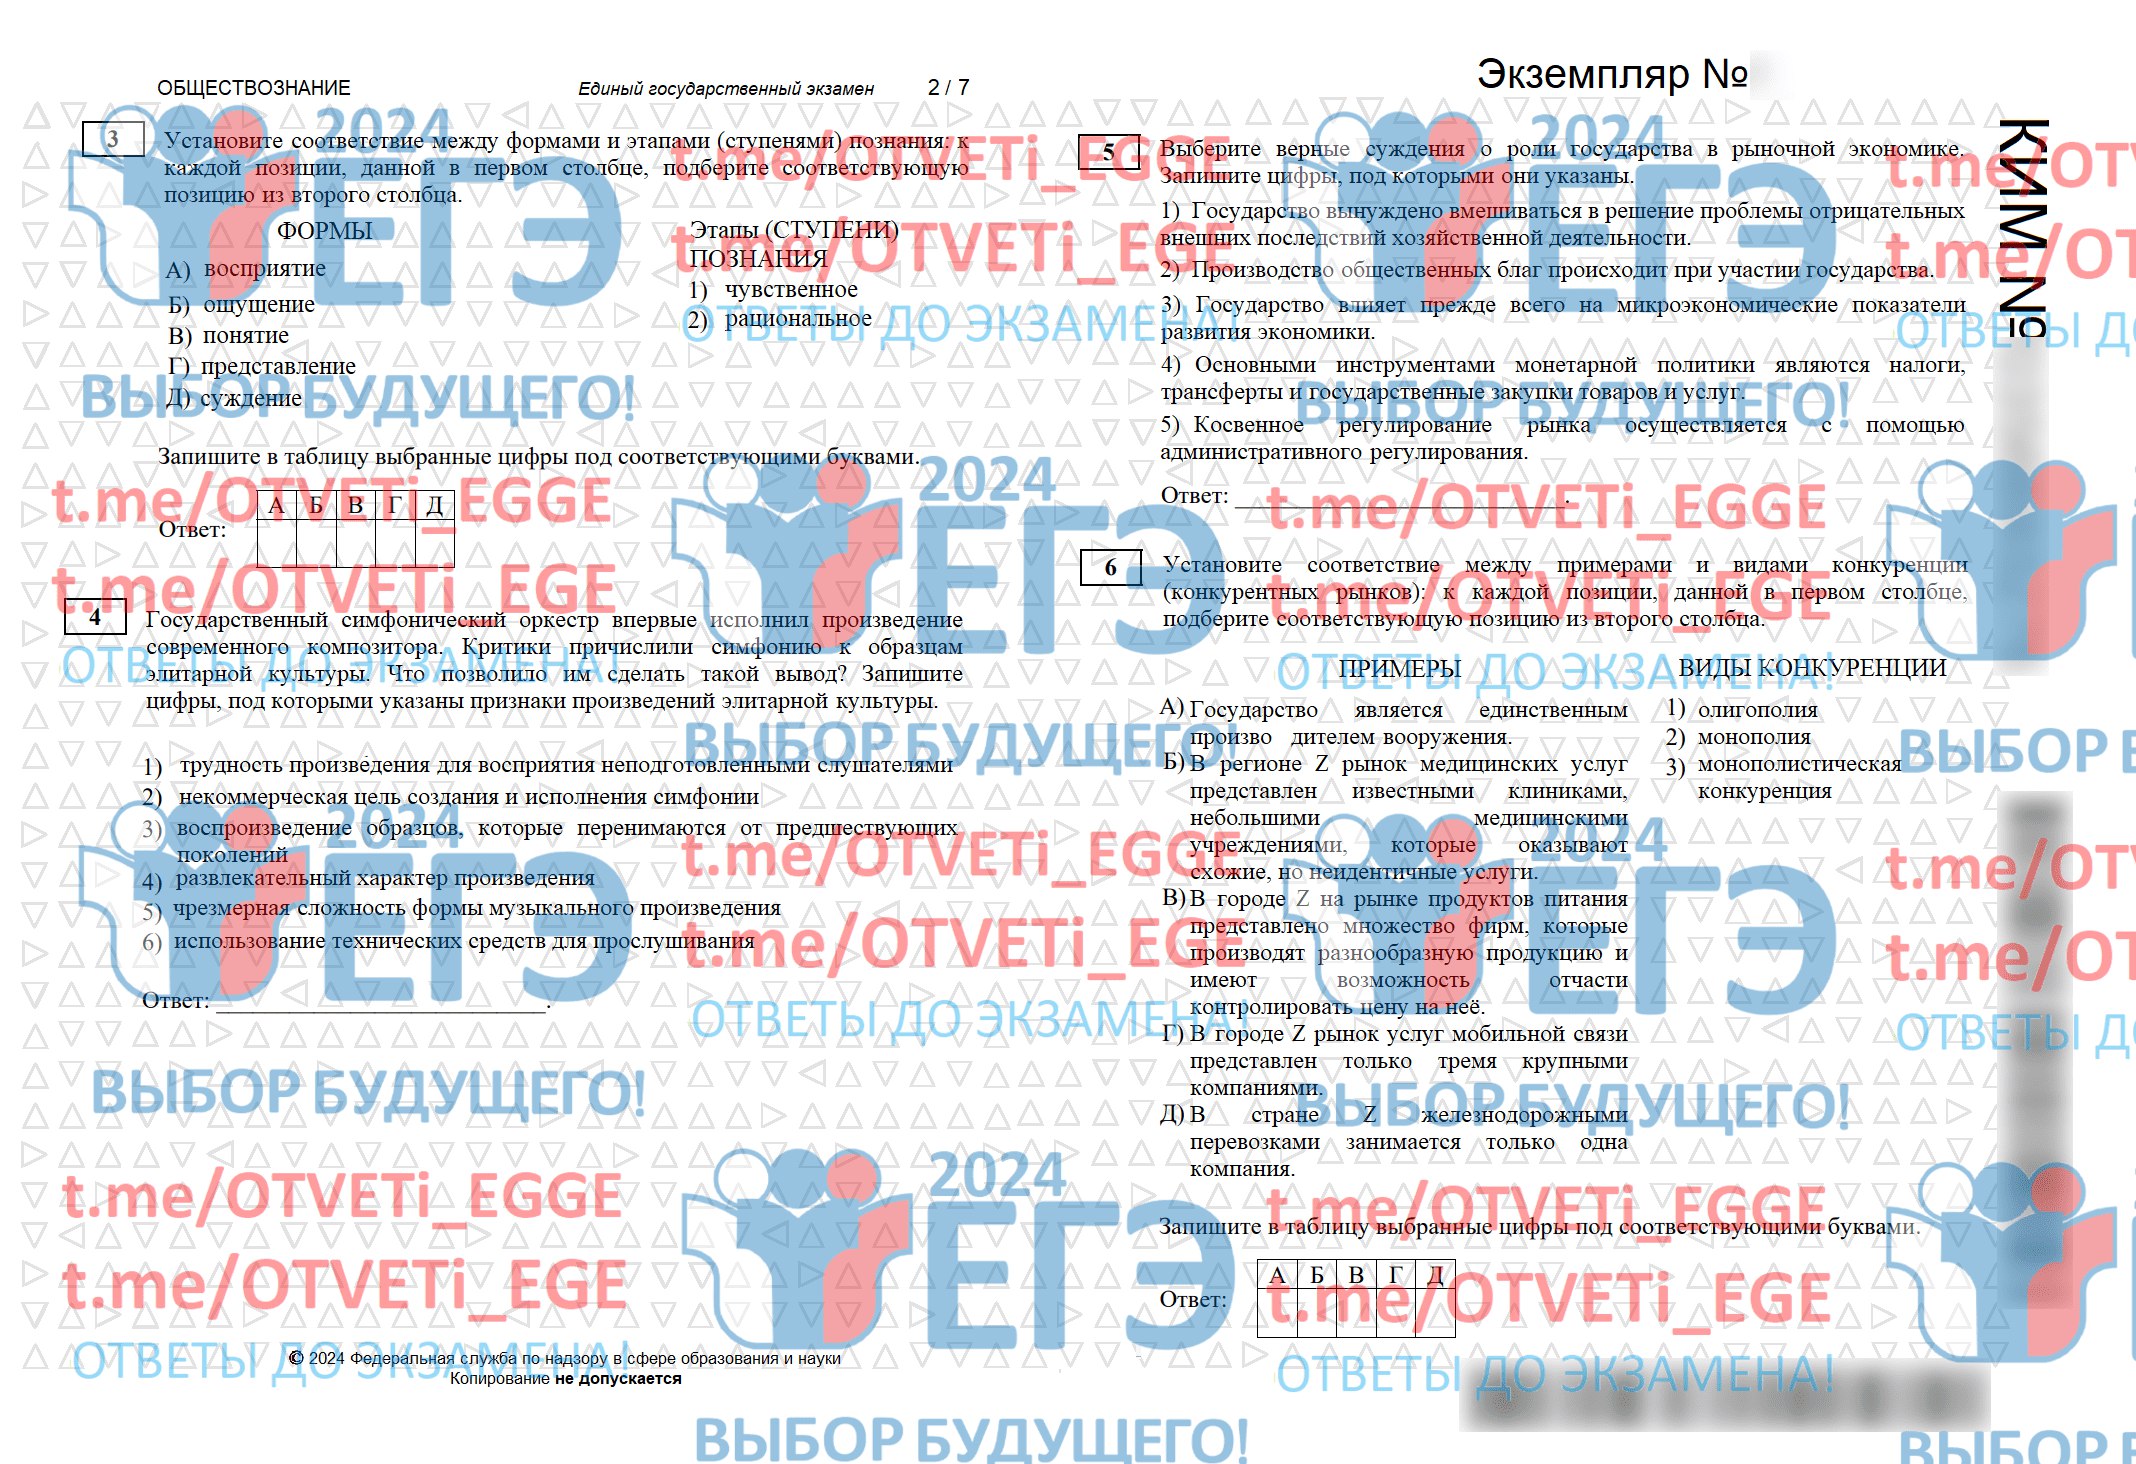 ОБЩЕСТВОЗНАНИЕ
Единый государственный экзамен
2 / 7
3
Установите соответствие между формами и этапами (ступенями) познания: к
каждой позиции, данной в первом столбце, подберите соответствующую
позицию из второго столбца.
ФОРМЫ
А) восприятие
Б) ощущение
В) понятие
Г) представление
Д) суждение
Этапы (СТУПЕНИ)
ПОЗНАНИЯ
1) чувственное
2) рациональное
Запишите в таблицу выбранные цифры под соответствующими буквами.
Ответ:
А Б В Г Д
4
Государственный симфонический оркестр впервые исполнил произведение
современного композитора. Критики причислили симфонию к образцам
элитарной культуры. Что позволило им сделать такой вывод? Запишите
цифры, под которыми указаны признаки произведений элитарной культуры.
1) трудность произведения для восприятия неподготовленными слушателями
2) некоммерческая цель создания и исполнения симфонии
3) воспроизведение образцов, которые перенимаются от предшествующих
поколений
4) развлекательный характер произведения
5) чрезмерная сложность формы музыкального произведения
6) использование технических средств для прослушивания
Ответ: ___________________________.
© 2024 Федеральная служба по надзору в сфере образования и науки
Копирование не допускается
Экземпляр №
КИМ №
5
Выберите верные суждения о роли государства в рыночной экономике.
Запишите цифры, под которыми они указаны.
1) Государство вынуждено вмешиваться в решение проблемы отрицательных
внешних последствий хозяйственной деятельности.
2) Производство общественных благ происходит при участии государства.
3) Государство влияет прежде всего на микроэкономические показатели
развития экономики.
4) Основными инструментами монетарной политики являются налоги,
трансферты и государственные закупки товаров и услуг.
5) Косвенное регулирование рынка осуществляется с помощью
административного регулирования.
Ответ: ___________________________.
6
Установите соответствие между примерами и видами конкуренции
(конкурентных рынков): к каждой позиции, данной в первом столбце,
подберите соответствующую позицию из второго столбца.
ПРИМЕРЫ
А) Государство является единственным
произво дителем вооружения.
Б) В регионе Z рынок медицинских услуг
представлен известными клиниками,
небольшими медицинскими
учреждениями, которые оказывают
схожие, но неидентичные услуги.
В) В городе Z на рынке продуктов питания
представлено множество фирм, которые
производят разнообразную продукцию и
имеют возможность отчасти
контролировать цену на неё.
Г) В городе Z рынок услуг мобильной связи
представлен только тремя крупными
компаниями.
Д) В стране Z железнодорожными
перевозками занимается только одна
компания.
ВИДЫ КОНКУРЕНЦИИ
1) олигополия
2) монополия
3) монополистическая
конкуренция
Запишите в таблицу выбранные цифры под соответствующими буквами.
Ответ:
А Б В Г Д
2024
ЕГЭ
ВЫБОР БУДУЩЕГО!
t.me/OTVETi_EGGE
t.me/OTVETi_EGE
ОТВЕТЫ ДО ЭКЗАМЕНА!